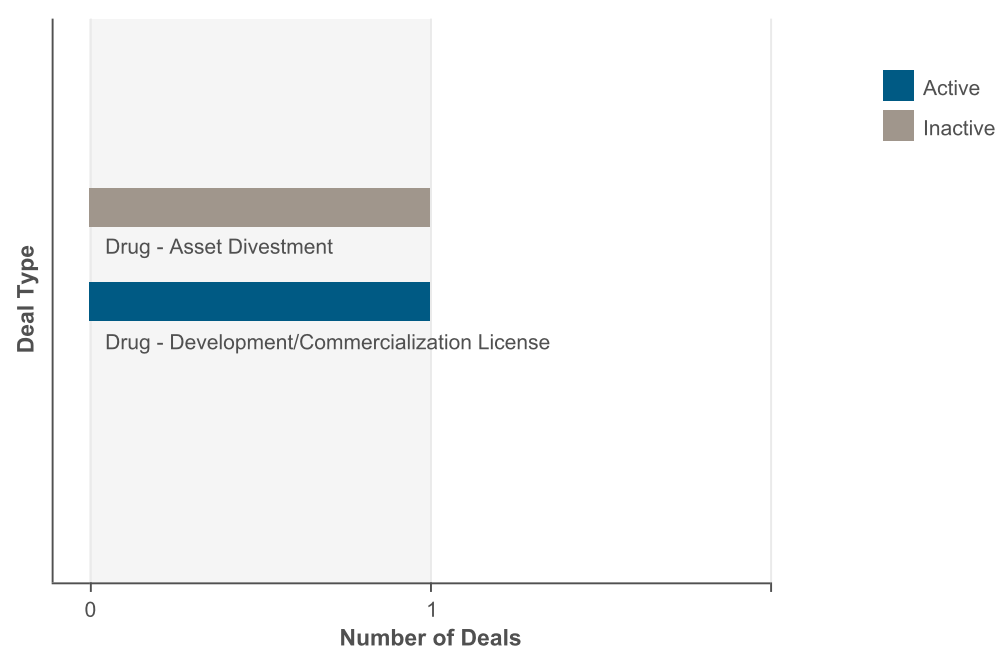 Active
Inactive
Drug - Asset Divestment
Drug - Development/Commercialization License
Deal Type
0
1
Number of Deals